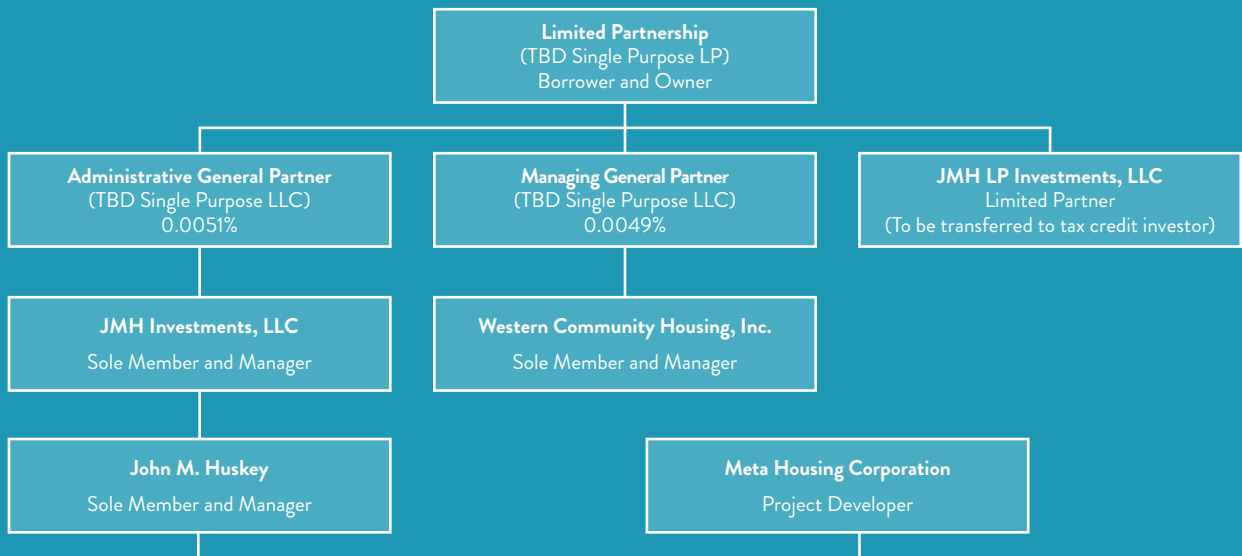 Limited Partnership
(TBD Single Purpose LP)
Borrower and Owner
Administrative General Partner
(TBD Single Purpose LLC)
0.0051%
Managing General Partner
(TBD Single Purpose LLC)
0.0049%
JMH LP Investments, LLC
Limited Partner
(To be transferred to tax credit investor)
JMH Investments, LLC
Sole Member and Manager
Western Community Housing, Inc.
Sole Member and Manager
John M. Huskey
Sole Member and Manager
Meta Housing Corporation
Project Developer